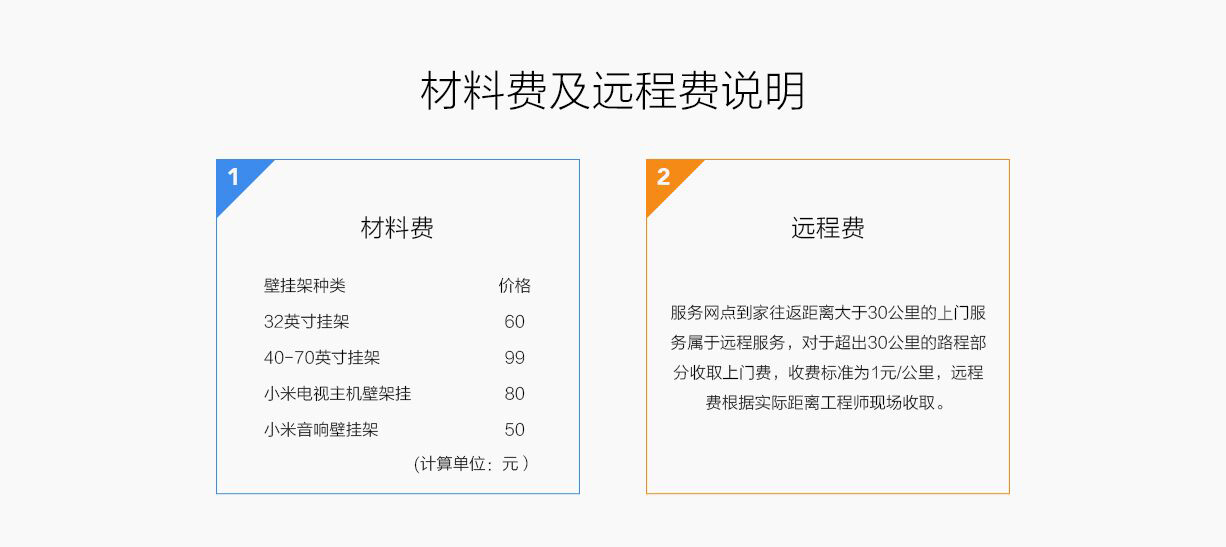 材料费及远程费说明
1
材料费
壁挂架种类 价格
32英寸挂架 60
40-70英寸挂架 99
小米电视主机壁架挂 80
小米音响壁挂架 50
(计算单位：元 )
2
远程费
服务网点到家往返距离大于30公里的上门服
务属于远程服务，对于超出30公里的路程部
分收取上门费，收费标准为1元/公里，远程
费根据实际距离工程师现场收取。